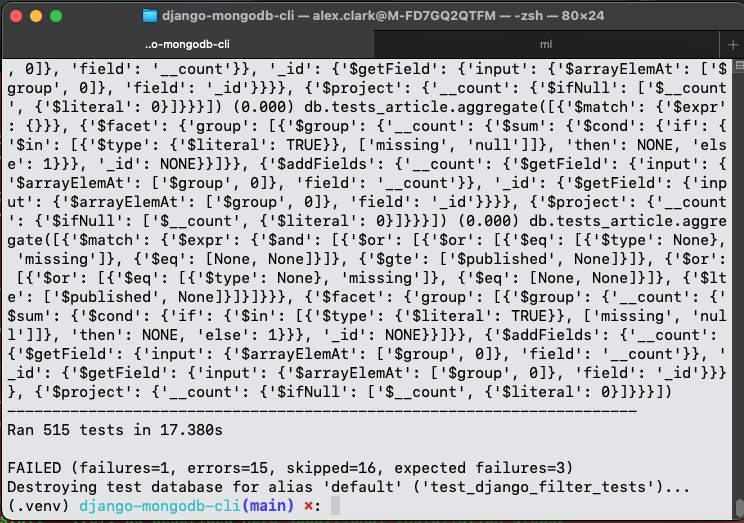 django-mongodb-cli — alex.clark@M-FD7GQ2QTFM — -zsh — 80×24
..o-mongodb-cli
ml
+
, 0]}, 'field': '__count'}}, '_id': {'$getField': {'input': {'$arrayElemAt': ['$
group', 0]}, 'field': '_id'}}}}, {'$project': {'__count': {'$ifNull': ['$__count
', {'$literal': 0}]}}}]) (0.000) db.tests_article.aggregate([{'$match': {'$expr'
: {}}}, {'$facet': {'group': [{'$group': {'__count': {'$sum': {'$cond': {'if': {
'$in': [{'$type': {'$literal': TRUE}}, ['missing', 'null']]}, 'then': NONE, 'els
e': 1}}}, '_id': NONE}}]}}, {'$addFields': {'__count': {'$getField': {'input': {
'$arrayElemAt': ['$group', 0]}, 'field': '__count'}}, '_id': {'$getField': {'inp
ut': {'$arrayElemAt': ['$group', 0]}, 'field': '_id'}}}}, {'$project': {'__count
': {'$ifNull': ['$__count', {'$literal': 0}]}}}]) (0.000) db.tests_article.aggre
gate([{'$match': {'$expr': {'$and': [{'$or': [{'$or': [{'$eq': [{'$type': None},
 'missing']}, {'$eq': [None, None]}]}, {'$gte': ['$published', None]}]}, {'$or':
 [{'$or': [{'$eq': [{'$type': None}, 'missing']}, {'$eq': [None, None]}]}, {'$lt
e': ['$published', None]}]}]}}}, {'$facet': {'group': [{'$group': {'__count': {'
$sum': {'$cond': {'if': {'$in': [{'$type': {'$literal': TRUE}}, ['missing', 'nul
l']]}, 'then': NONE, 'else': 1}}}, '_id': NONE}}]}}, {'$addFields': {'__count':
{'$getField': {'input': {'$arrayElemAt': ['$group', 0]}, 'field': '__count'}}, '
_id': {'$getField': {'input': {'$arrayElemAt': ['$group', 0]}, 'field': '_id'}}}
}, {'$project': {'__count': {'$ifNull': ['$__count', {'$literal': 0}]}}}])
----------------------------------------------------------------------
Ran 515 tests in 17.380s
FAILED (failures=1, errors=15, skipped=16, expected failures=3)
Destroying test database for alias 'default' ('test_django_filter_tests')...
(.venv) django-mongodb-cli(main) ✗: